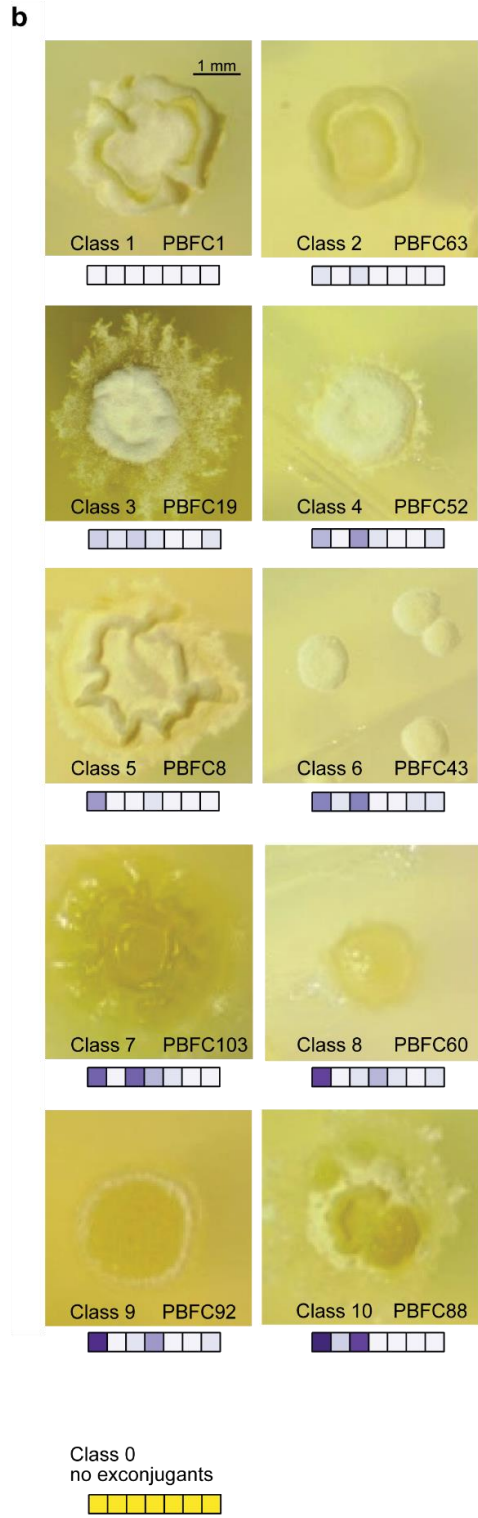 b
1 mm
Class 1 PBFC1
Class 2 PBFC63
Class 3 PBFC19
Class 4 PBFC52
Class 5 PBFC8
Class 6 PBFC43
Class 7 PBFC103
Class 8 PBFC60
Class 9 PBFC92
Class 10 PBFC88
Class 0
no exconjugants